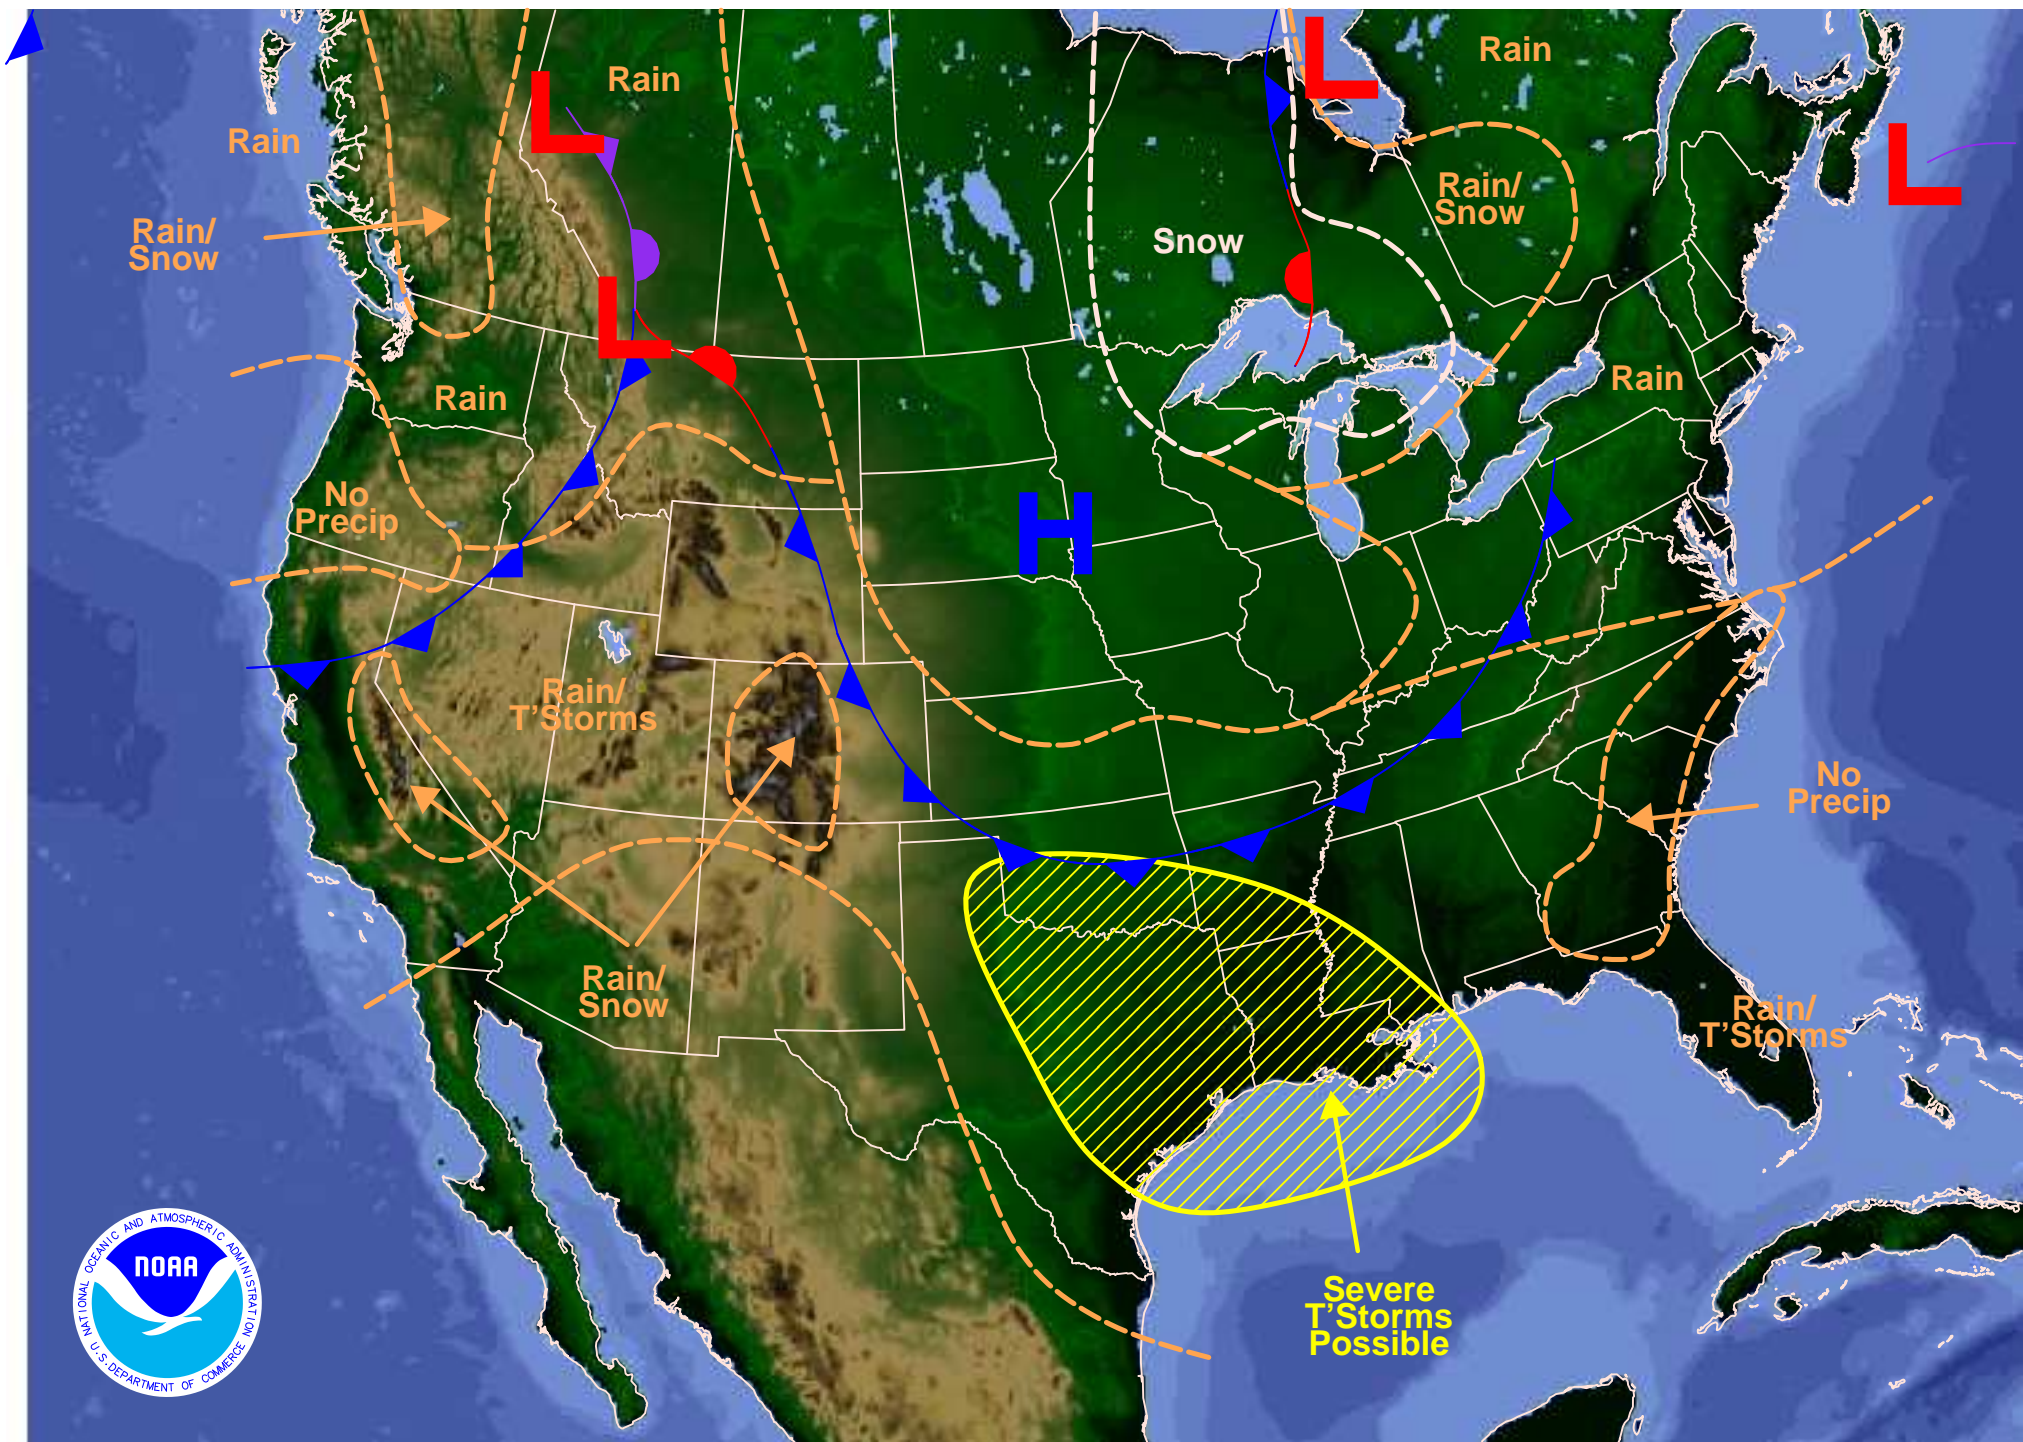 L
Rain
L
Rain
Rain
L
Rain/
Snow
Rain/
Snow
Snow
L
Rain
Rain
No
Precip
H
Rain/
T'Storms
No
Precip
Rain/
Snow
Rain/
T'Storms
Severe
T'Storms
Possible
NATIONAL OCEANIC AND ATMOSPHERIC ADMINISTRATION
NOAA
U.S. DEPARTMENT OF COMMERCE